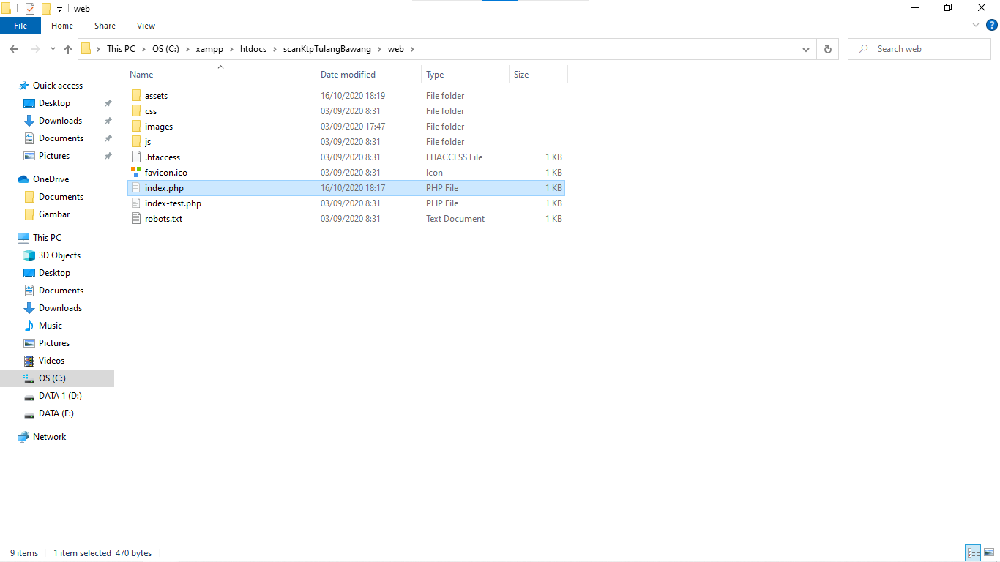 web
File Home Share View
This PC OS (C:) xampp htdocs scanKtpTulangBawang web Search web
Name Date modified Type Size
Quick access
Desktop
Downloads
Documents
Pictures
OneDrive
Documents
Gambar
This PC
3D Objects
Desktop
Documents
Downloads
Music
Pictures
Videos
OS (C:)
DATA 1 (D:)
DATA (E:)
Network
assets 16/10/2020 18:19 File folder
css 03/09/2020 8:31 File folder
images 03/09/2020 17:47 File folder
js 03/09/2020 8:31 File folder
.htaccess 03/09/2020 8:31 HTACCESS File 1 KB
favicon.ico 03/09/2020 8:31 Icon 1 KB
index.php 16/10/2020 18:17 PHP File 1 KB
index-test.php 03/09/2020 8:31 PHP File 1 KB
robots.txt 03/09/2020 8:31 Text Document 1 KB
9 items 1 item selected 470 bytes